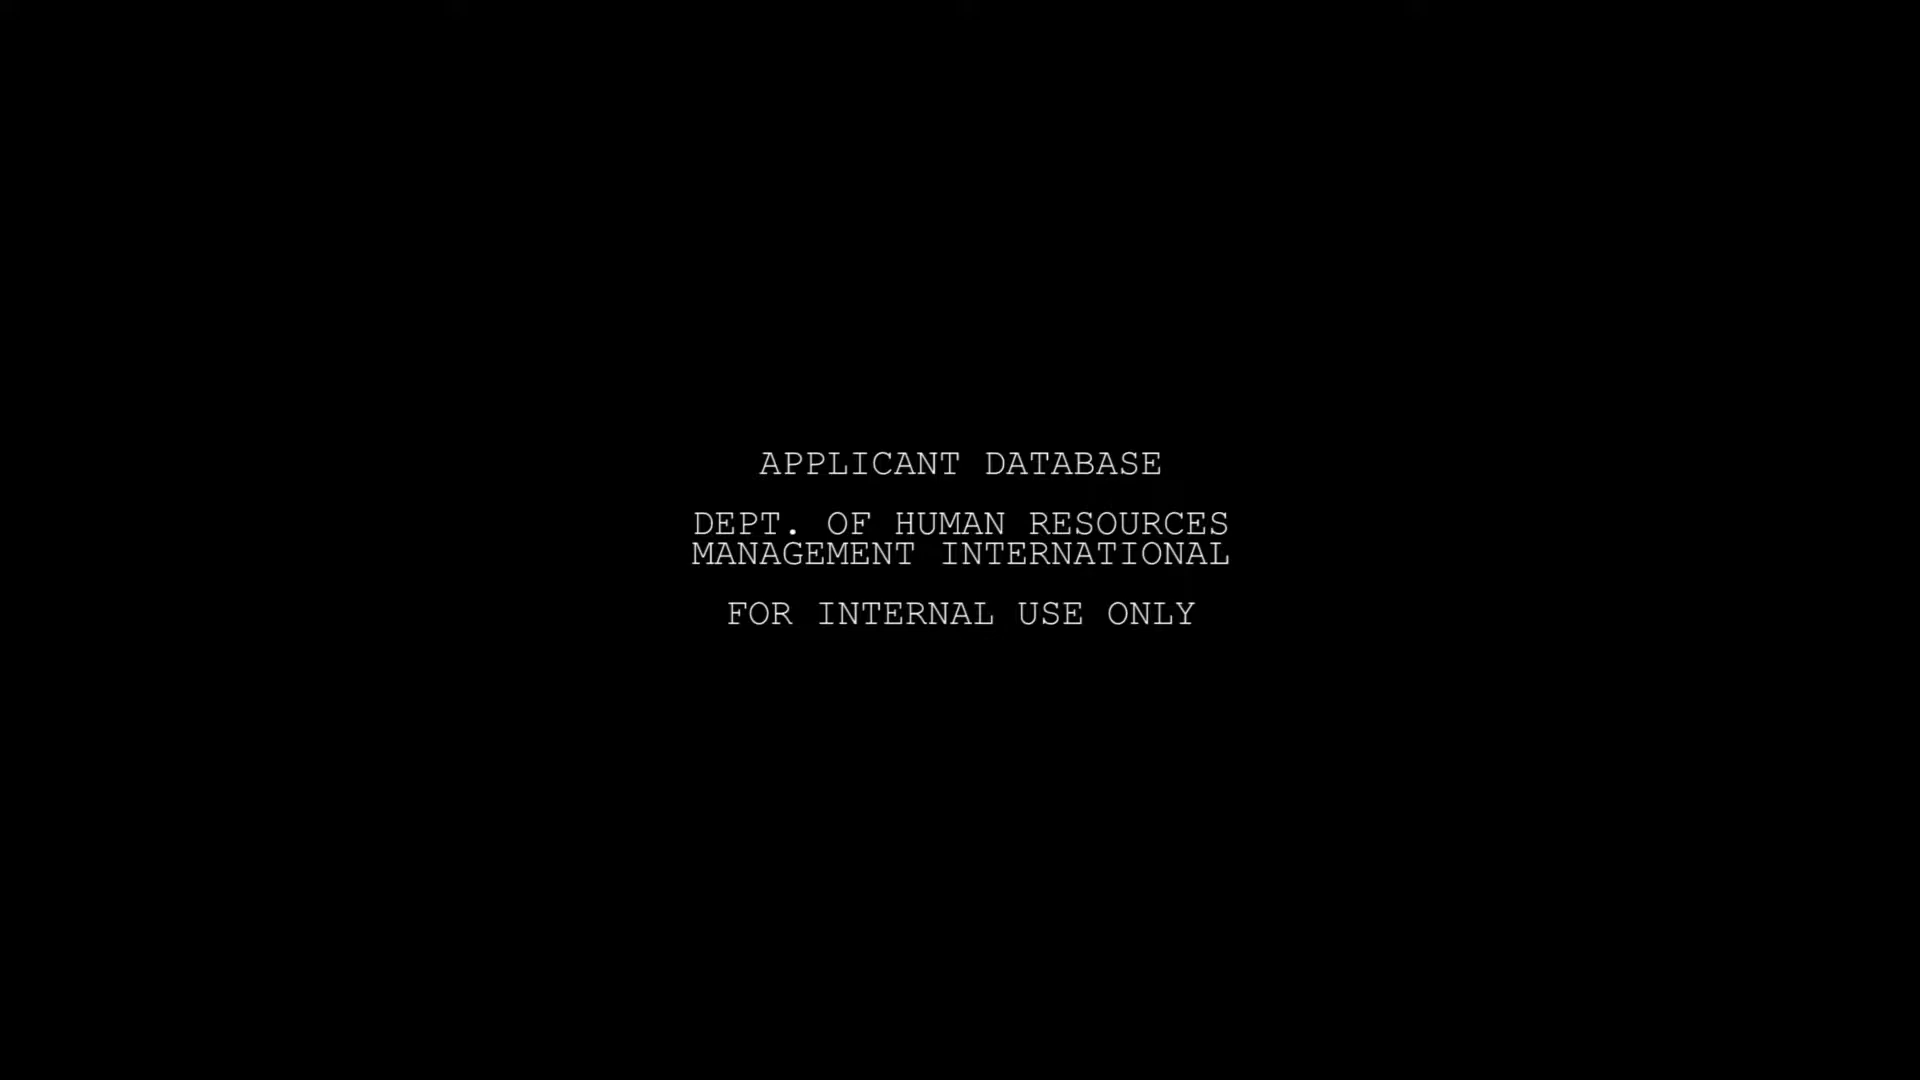 APPLICANT DATABASE
DEPT. OF HUMAN RESOURCES
MANAGEMENT INTERNATIONAL
FOR INTERNAL USE ONLY